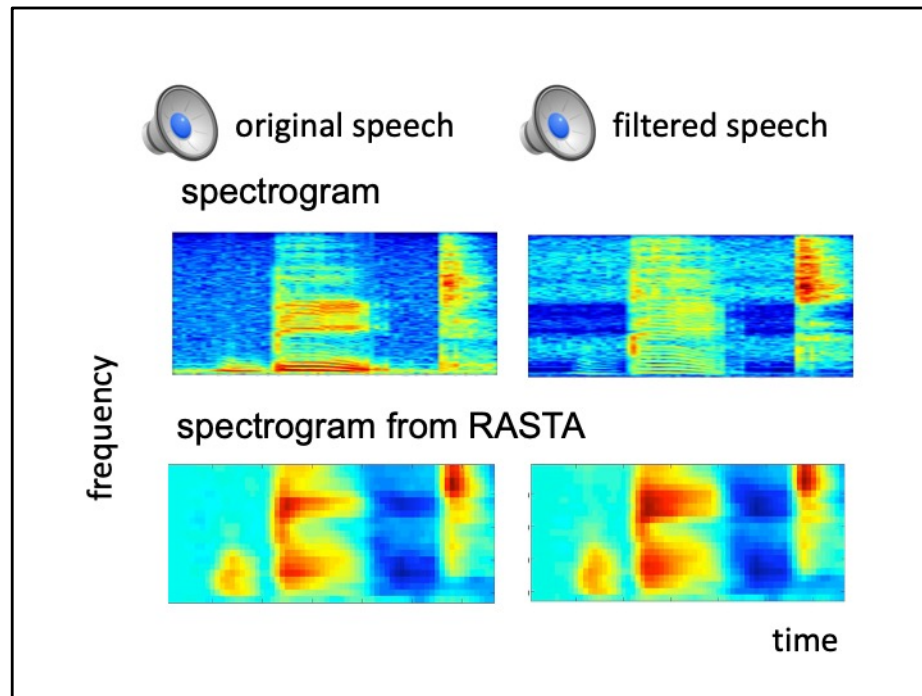 original speech
filtered speech
spectrogram
frequency
spectrogram from RASTA
time